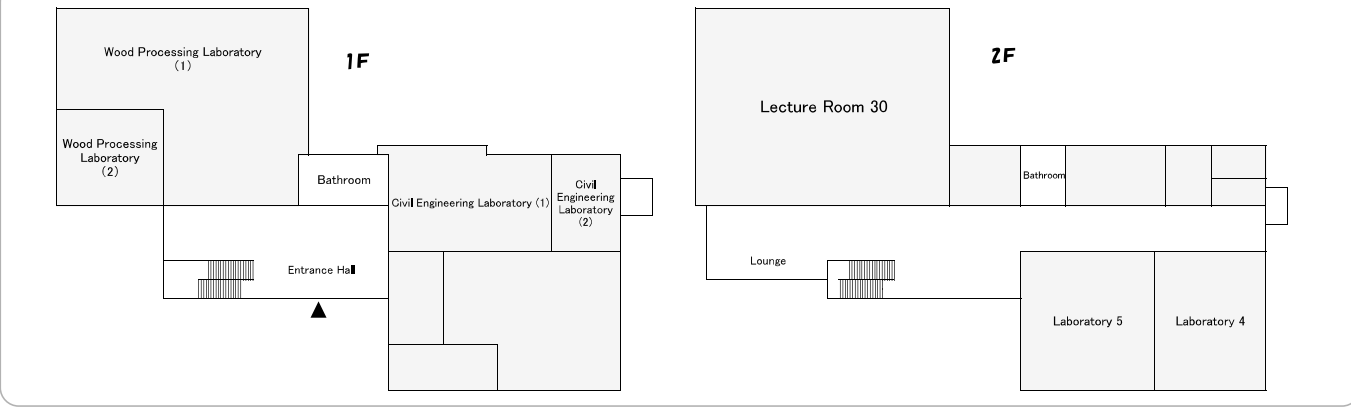 1F
Wood Processing Laboratory
(1)
Wood Processing
Laboratory
(2)
Bathroom
Civil Engineering Laboratory (1)
Civil
Engineering
Laboratory
(2)
Entrance Hall
2F
Lecture Room 30
Bathroom
Lounge
Laboratory 5
Laboratory 4